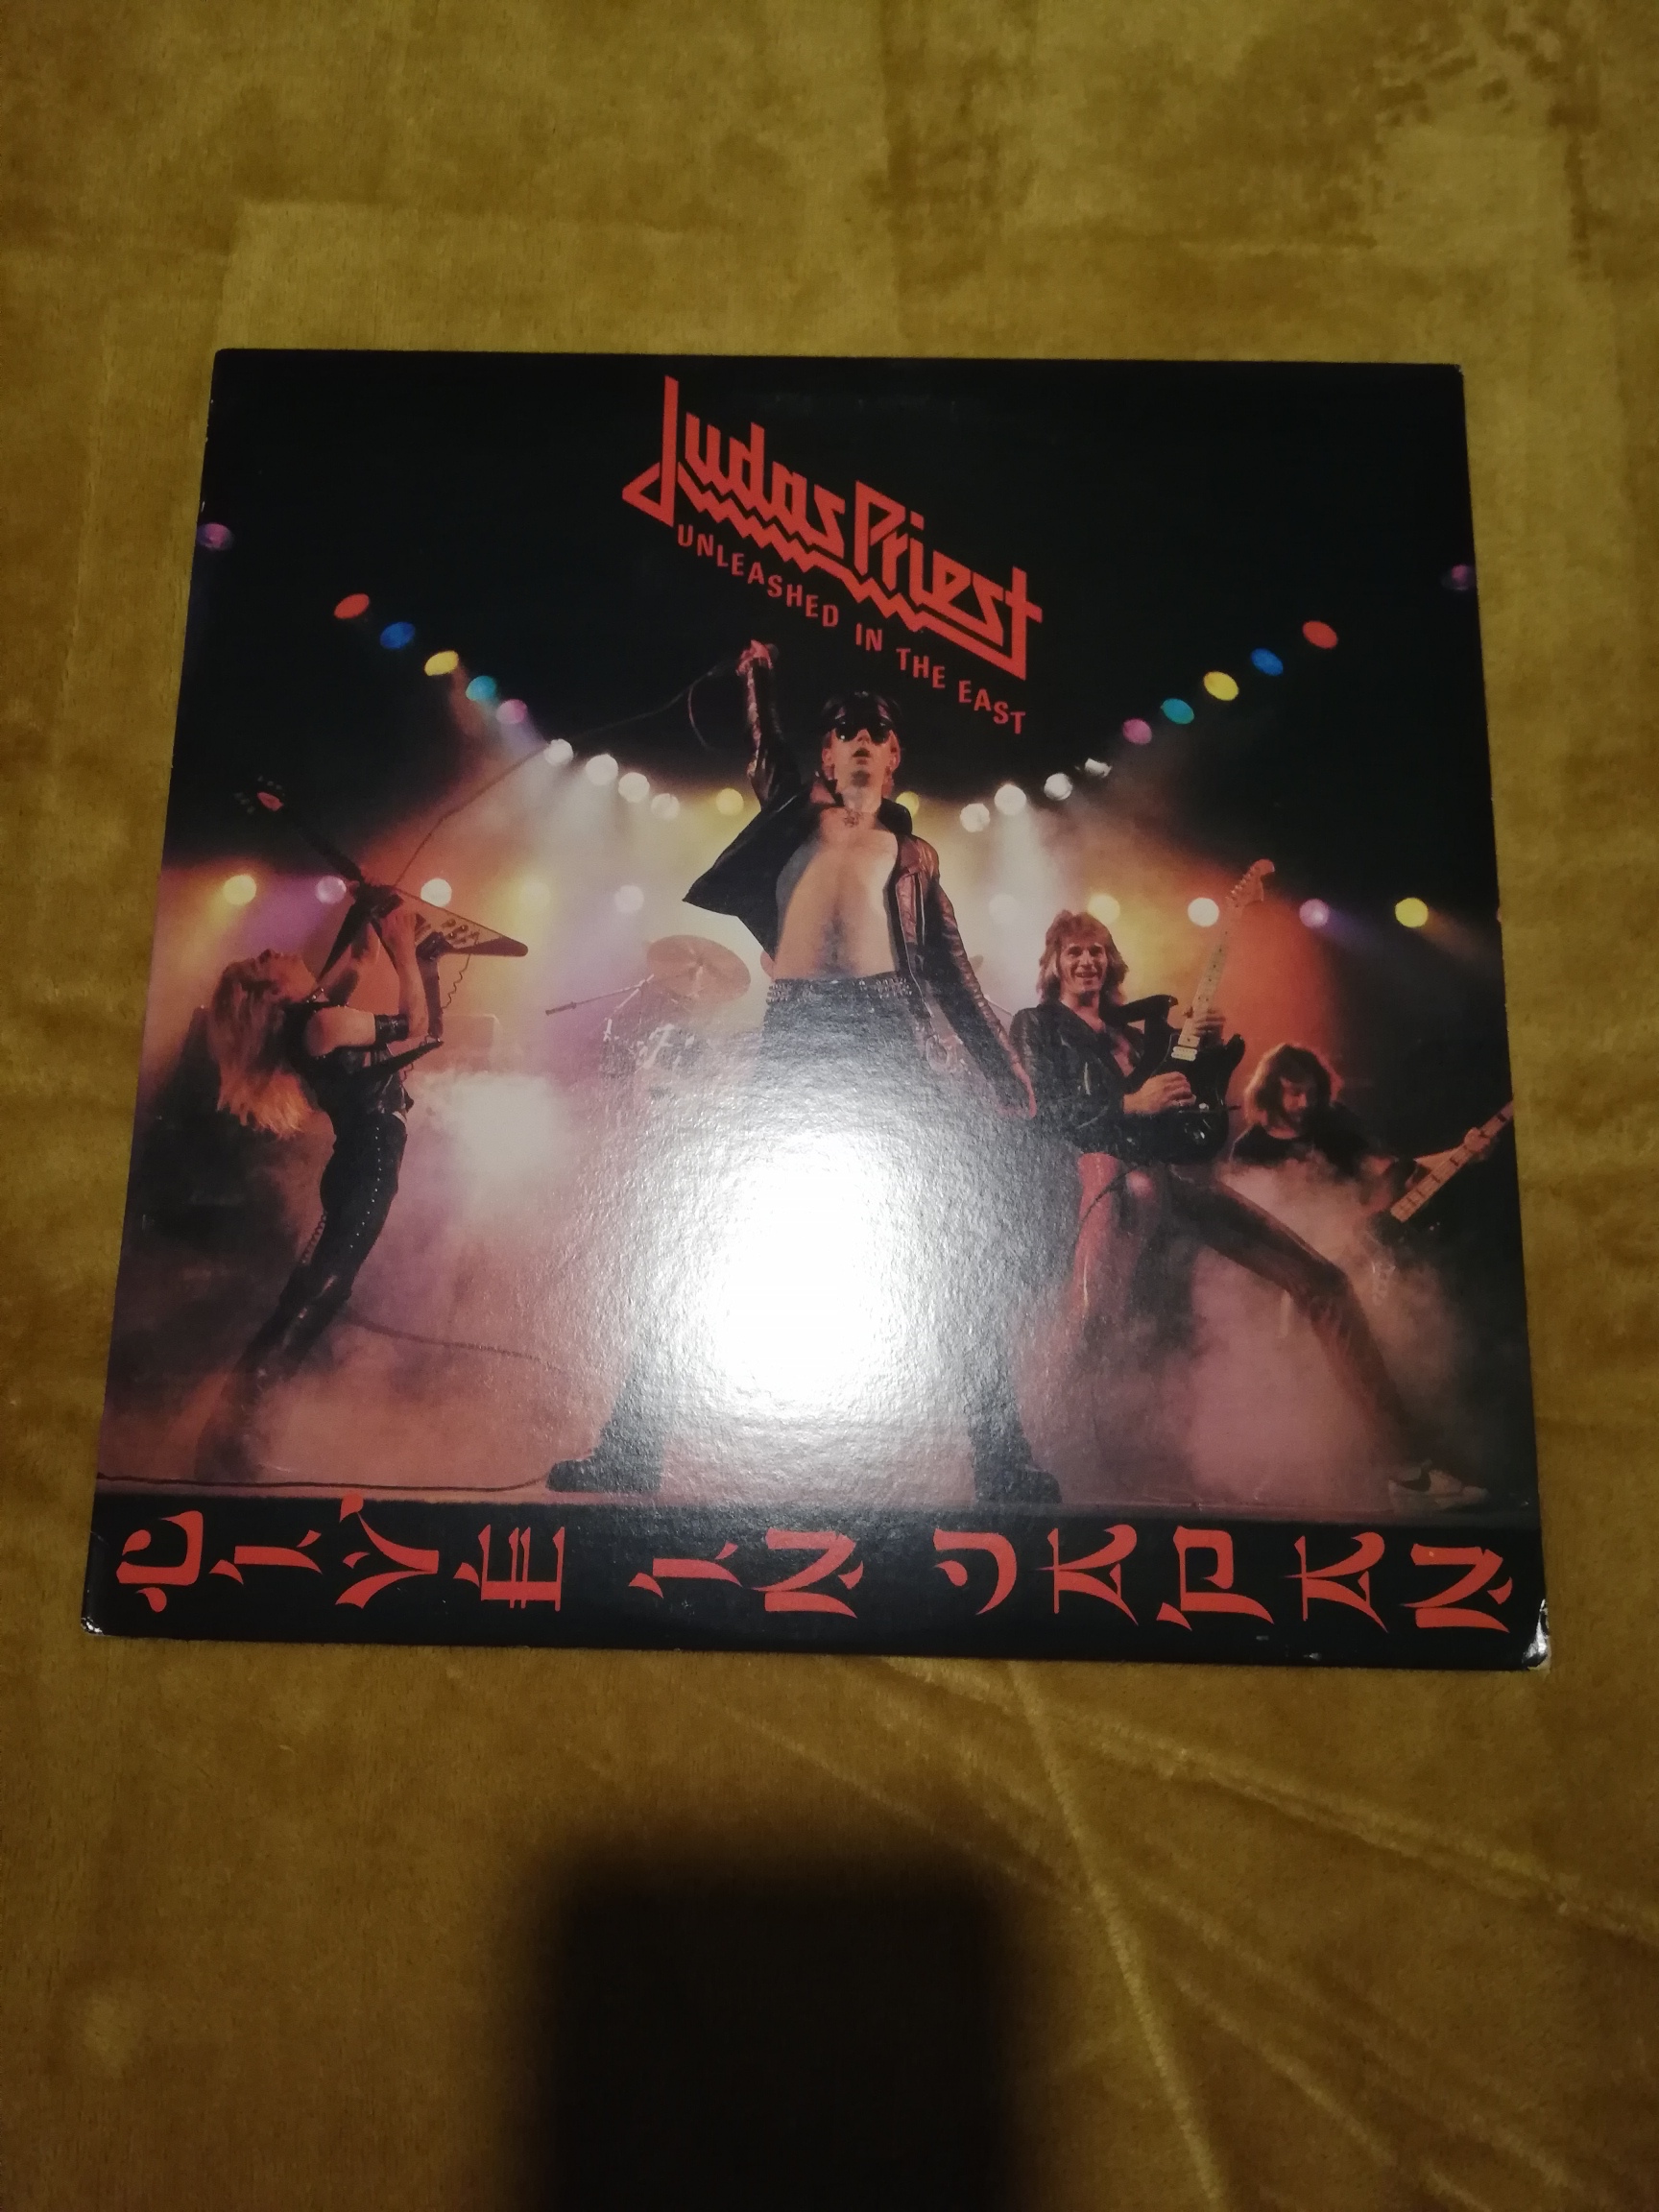 Judas Priest
UNLEASHED IN THE EAST
LIVE IN JAPAN